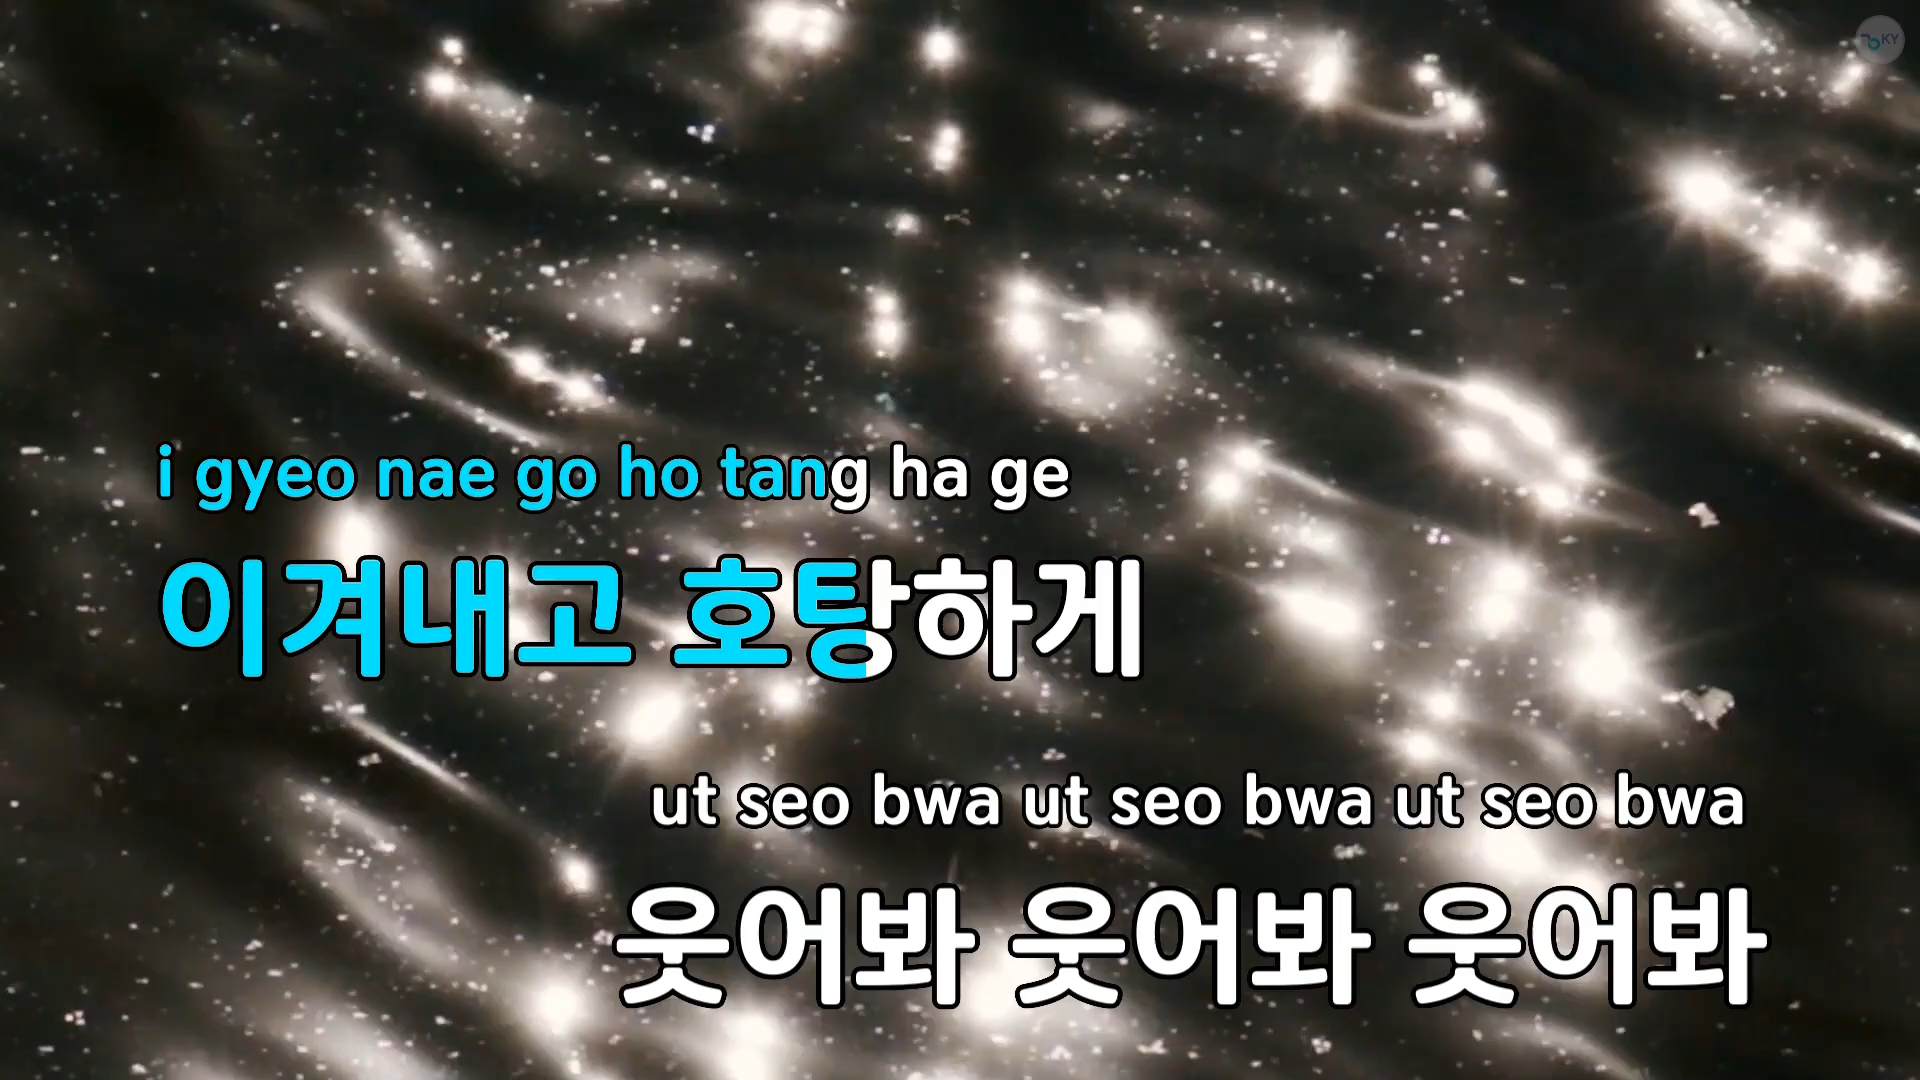 KY
i gyeo nae go ho tang ha ge
이겨내고 호탕하게
ut seo bwa ut seo bwa ut seo bwa
웃어봐 웃어봐 웃어봐